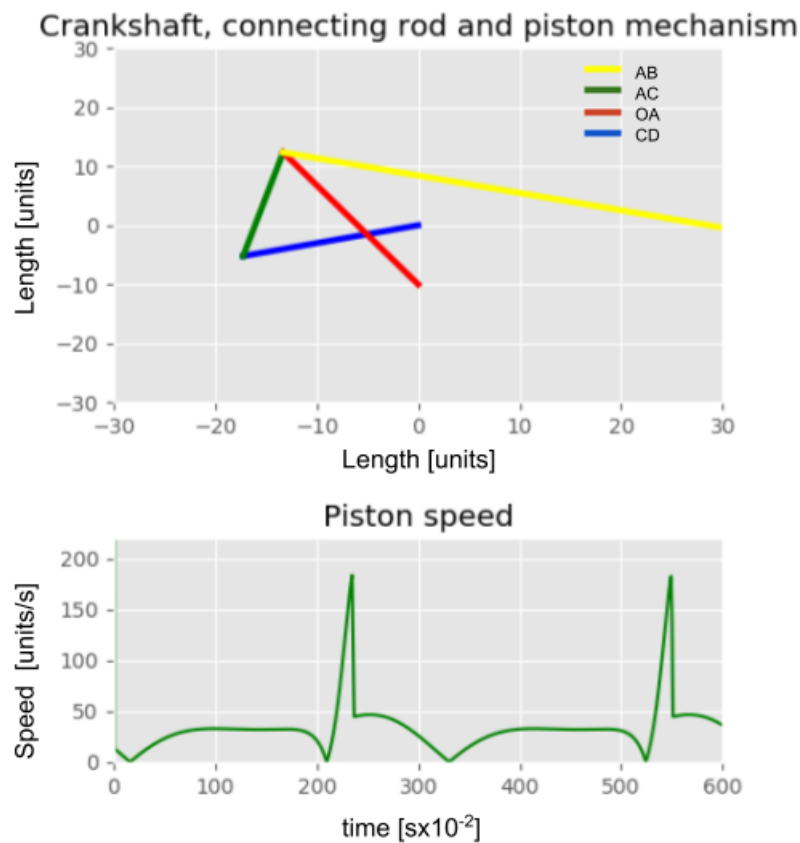 Crankshaft, connecting rod and piston mechanism
30
20
10
0
−10
−20
−30
Length [units]
AB
AC
OA
CD
−30 −20 −10 0 10 20 30
Length [units]
Piston speed
200
150
100
50
0
Speed [units/s]
0 100 200 300 400 500 600
time [sx10⁻²]